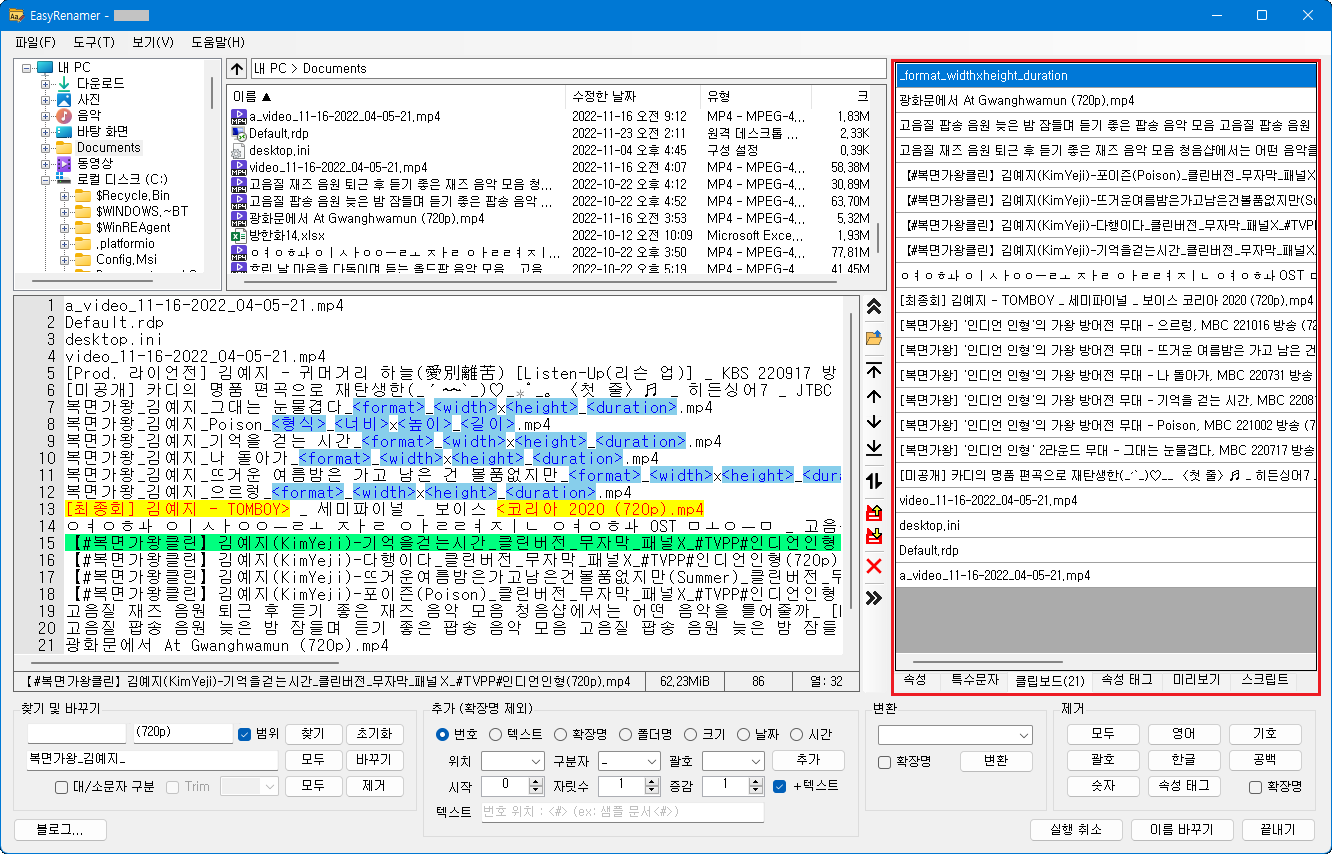 EasyRenamer -
파일(F) 도구(T) 보기(V) 도움말(H)
내 PC
다운로드
사진
음악
바탕 화면
Documents
동영상
로컬 디스크 (C:)
$Recycle.Bin
$WINDOWS.~BT
$WinREAgent
.platformio
Config.Msi
내 PC > Documents
이름 ▲ 수정한 날짜 유형 크
a_video_11-16-2022_04-05-21.mp4 2022-11-16 오전 9:12 MP4 - MPEG-4... 1.83M
Default.rdp 2022-11-23 오전 2:11 원격 데스크톱 ... 2.33K
desktop.ini 2022-11-04 오후 4:45 구성 설정 0.39K
video_11-16-2022_04-05-21.mp4 2022-11-16 오후 4:07 MP4 - MPEG-4... 58.38M
고음질 재즈 음원 퇴근 후 듣기 좋은 재즈 음악 모음 청... 2022-10-22 오후 4:12 MP4 - MPEG-4... 30.89M
고음질 팝송 음원 늦은 밤 잠들며 듣기 좋은 팝송 음악 ... 2022-10-22 오후 4:52 MP4 - MPEG-4... 63.70M
광화문에서 At Gwanghwamun (720p).mp4 2022-11-16 오후 3:53 MP4 - MPEG-4... 5.32M
방한화14.xlsx 2022-10-12 오전 10:09 Microsoft Exce... 1.93M
ㅇㅕㅇㅎㅘ ㅇㅣㅅㅏㅇㅇㅡㄹㅗ ㅈㅏㄹ ㅇㅏㄹㄹㅕㅈㅣ... 2022-10-22 오후 3:50 MP4 - MPEG-4... 77.81M
흐린 날 마음을 다독이며 듣는 올드팝 음악 모음 고음... 2022-10-22 오후 5:19 MP4 - MPEG-4... 41.45M
1 a_video_11-16-2022_04-05-21.mp4
2 Default.rdp
3 desktop.ini
4 video_11-16-2022_04-05-21.mp4
5 [Prod. 라이언전] 김예지 - 귀머거리 하늘(愛別離苦) [Listen-Up(리슨 업)] _ KBS 220917 방
6 [미공개] 카디의 명품 편곡으로 재탄생한( 〈첫 줄〉♬ _ 히든싱어7 _ JTBC
7 복면가왕_김예지_그대는 눈물겹다_<format>_<width>x<height>_<duration>.mp4
8 복면가왕_김예지_Poison_<형식>_<너비>x<높이>_<길이>.mp4
9 복면가왕_김예지_기억을 걷는 시간_<format>_<width>x<height>_<duration>.mp4
10 복면가왕_김예지_나 돌아가_<format>_<width>x<height>_<duration>.mp4
11 복면가왕_김예지_뜨거운 여름밤은 가고 남은 건 볼품없지만_<format>_<width>x<height>_<dura
12 복면가왕_김예지_으르렁_<format>_<width>x<height>_<duration>.mp4
13 [최종회] 김예지 - TOMBOY> _ 세미파이널 _ 보이스 <코리아 2020 (720p).mp4
14 ㅇㅕㅇㅎㅘ ㅇㅣㅅㅏㅇㅇㅡㄹㅗ ㅈㅏㄹ ㅇㅏㄹㄹㅕㅈㅣㄴ ㅇㅕㅇㅎㅘ OST ㅁㅗㅇㅡㅁ _ 고음
15 【#복면가왕클린】김예지(KimYeji)-기억을걷는시간_클린버전_무자막_패널X_#TVPP#인디언인형
16 【#복면가왕클린】김예지(KimYeji)-다행이다_클린버전_무자막_패널X_#TVPP#인디언인형(720p)
17 【#복면가왕클린】김예지(KimYeji)-뜨거운여름밤은가고남은건볼품없지만(Summer)_클린버전_무
18 【#복면가왕클린】김예지(KimYeji)-포이즌(Poison)_클린버전_무자막_패널X_#TVPP#인디언인형
19 고음질 재즈 음원 퇴근 후 듣기 좋은 재즈 음악 모음 청음샵에서는 어떤 음악을 틀어줄까_ [
20 고음질 팝송 음원 늦은 밤 잠들며 듣기 좋은 팝송 음악 모음 고음질 팝송 음원 늦은 밤 잠들
21 광화문에서 At Gwanghwamun (720p).mp4
【#복면가왕클린】김예지(KimYeji)-기억을걷는시간_클린버전_무자막_패널X_#TVPP#인디언인형(720p).mp4 62.23MiB 86 열: 32
_format_widthxheight_duration
광화문에서 At Gwanghwamun (720p).mp4
고음질 팝송 음원 늦은 밤 잠들며 듣기 좋은 팝송 음악 모음 고음질 팝송 음원
고음질 재즈 음원 퇴근 후 듣기 좋은 재즈 음악 모음 청음샵에서는 어떤 음악을
【#복면가왕클린】김예지(KimYeji)-포이즌(Poison)_클린버전_무자막_패널X
【#복면가왕클린】김예지(KimYeji)-뜨거운여름밤은가고남은건볼품없지만(Su
【#복면가왕클린】김예지(KimYeji)-다행이다_클린버전_무자막_패널X_#TVPP
【#복면가왕클린】김예지(KimYeji)-기억을걷는시간_클린버전_무자막_패널X
ㅇㅕㅇㅎㅘ ㅇㅣㅅㅏㅇㅇㅡㄹㅗ ㅈㅏㄹ ㅇㅏㄹㄹㅕㅈㅣㄴ ㅇㅕㅇㅎㅘ OST ㅁ
[최종회] 김예지 - TOMBOY _ 세미파이널 _ 보이스 코리아 2020 (720p).mp4
[복면가왕] '인디언 인형'의 가왕 방어전 무대 - 으르렁, MBC 221016 방송 (72
[복면가왕] '인디언 인형'의 가왕 방어전 무대 - 뜨거운 여름밤은 가고 남은 건
[복면가왕] '인디언 인형'의 가왕 방어전 무대 - 나 돌아가, MBC 220731 방송
[복면가왕] '인디언 인형'의 가왕 방어전 무대 - 기억을 걷는 시간, MBC 2208
[복면가왕] '인디언 인형'의 가왕 방어전 무대 - Poison, MBC 221002 방송 (7
[복면가왕] '인디언 인형' 2라운드 무대 - 그대는 눈물겹다, MBC 220717 방송
[미공개] 카디의 명품 편곡으로 재탄생한( 〈첫 줄〉♬ _ 히든싱어7
video_11-16-2022_04-05-21.mp4
desktop.ini
Default.rdp
a_video_11-16-2022_04-05-21.mp4
속성 특수문자 클립보드(21) 속성 태그 미리보기 스크립트
찾기 및 바꾸기
(720p) 범위 찾기 초기화
복면가왕_김예지_ 모두 바꾸기
대/소문자 구분 Trim 모두 제거
블로그...
추가 (확장명 제외)
번호 텍스트 확장명 폴더명 크기 날짜 시간
위치 구분자 _ 괄호 추가
시작 0 자릿수 1 증감 1 +텍스트
텍스트 번호 위치 : <#> (ex: 샘플 문서<#>)
변환
확장명 변환
제거
모두 영어 기호
괄호 한글 공백
숫자 속성 태그 확장명
실행 취소 이름 바꾸기 끝내기